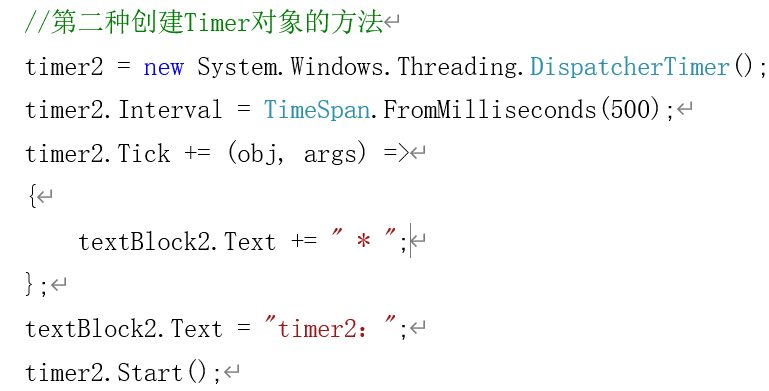 //第二种创建Timer对象的方法
timer2 = new System.Windows.Threading.DispatcherTimer();
timer2.Interval = TimeSpan.FromMilliseconds(500);
timer2.Tick += (obj, args) =>
{
textBlock2.Text += " * ";
};
textBlock2.Text = "timer2：";
timer2.Start();